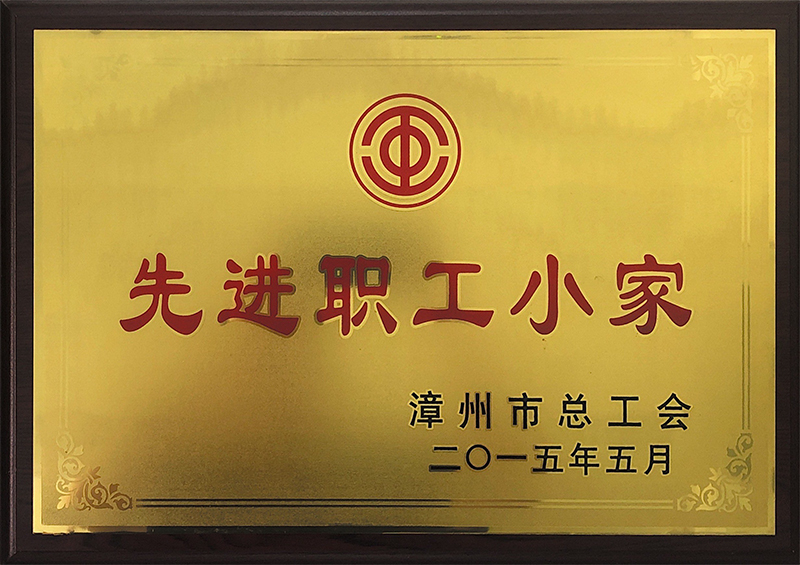 先进职工小家
漳州市总工会
二〇一五年五月